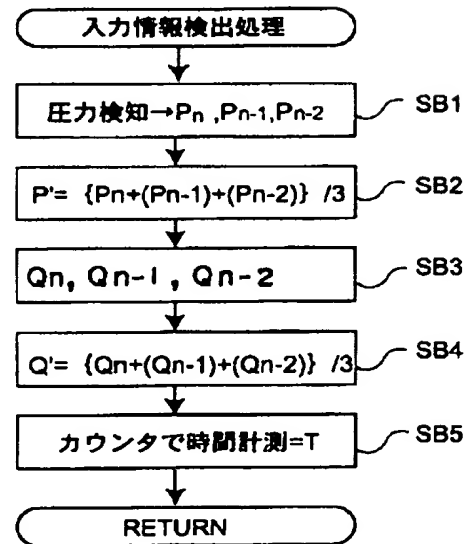 入力情報検出処理
圧力検知→Pn ,Pn-1,Pn-2
SB1
P'= {Pn+(Pn-1)+(Pn-2)} /3
SB2
Qn, Qn-1 , Qn-2
SB3
Q'= {Qn+(Qn-1)+(Qn-2)} /3
SB4
カウンタで時間計測=T
SB5
RETURN